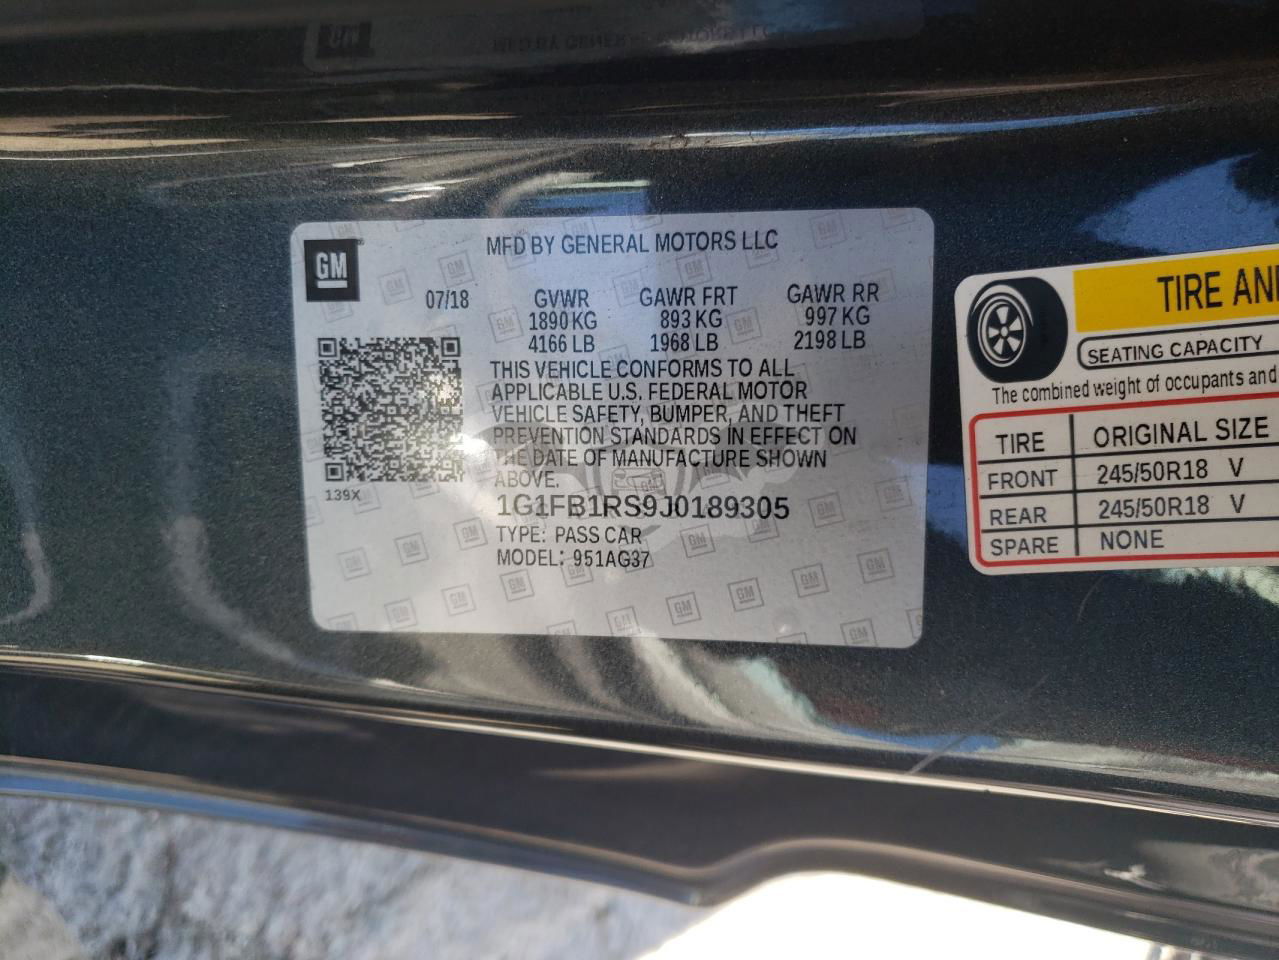 GM
MFD BY GENERAL MOTORS LLC
07/18 GVWR GAWR FRT GAWR RR
1890 KG 893 KG 997 KG
4166 LB 1968 LB 2198 LB
THIS VEHICLE CONFORMS TO ALL
APPLICABLE U.S. FEDERAL MOTOR
VEHICLE SAFETY, BUMPER, AND THEFT
PREVENTION STANDARDS IN EFFECT ON
THE DATE OF MANUFACTURE SHOWN
ABOVE.
139X
1G1FB1RS9J0189305
TYPE: PASS CAR
MODEL: 951AG37
TIRE AN
SEATING CAPACITY
The combined weight of occupants and
TIRE ORIGINAL SIZE
FRONT 245/50R18 V
REAR 245/50R18 V
SPARE NONE